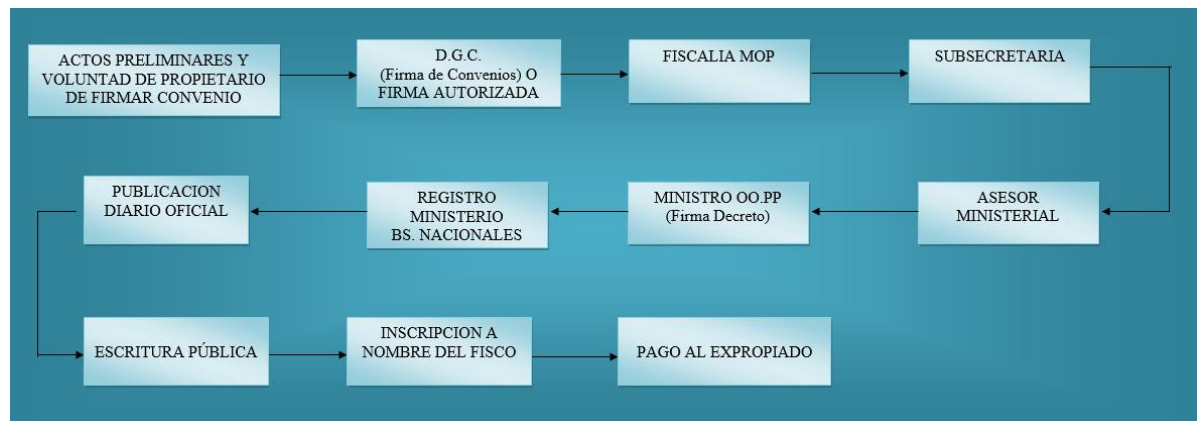 ACTOS PRELIMINARES Y
VOLUNTAD DE PROPIETARIO
DE FIRMAR CONVENIO
D.G.C.
(Firma de Convenios) O
FIRMA AUTORIZADA
FISCALIA MOP
SUBSECRETARIA
ASESOR
MINISTERIAL
MINISTRO OO.PP
(Firma Decreto)
REGISTRO
MINISTERIO
BS. NACIONALES
PUBLICACION
DIARIO OFICIAL
ESCRITURA PÚBLICA
INSCRIPCION A
NOMBRE DEL FISCO
PAGO AL EXPROPIADO